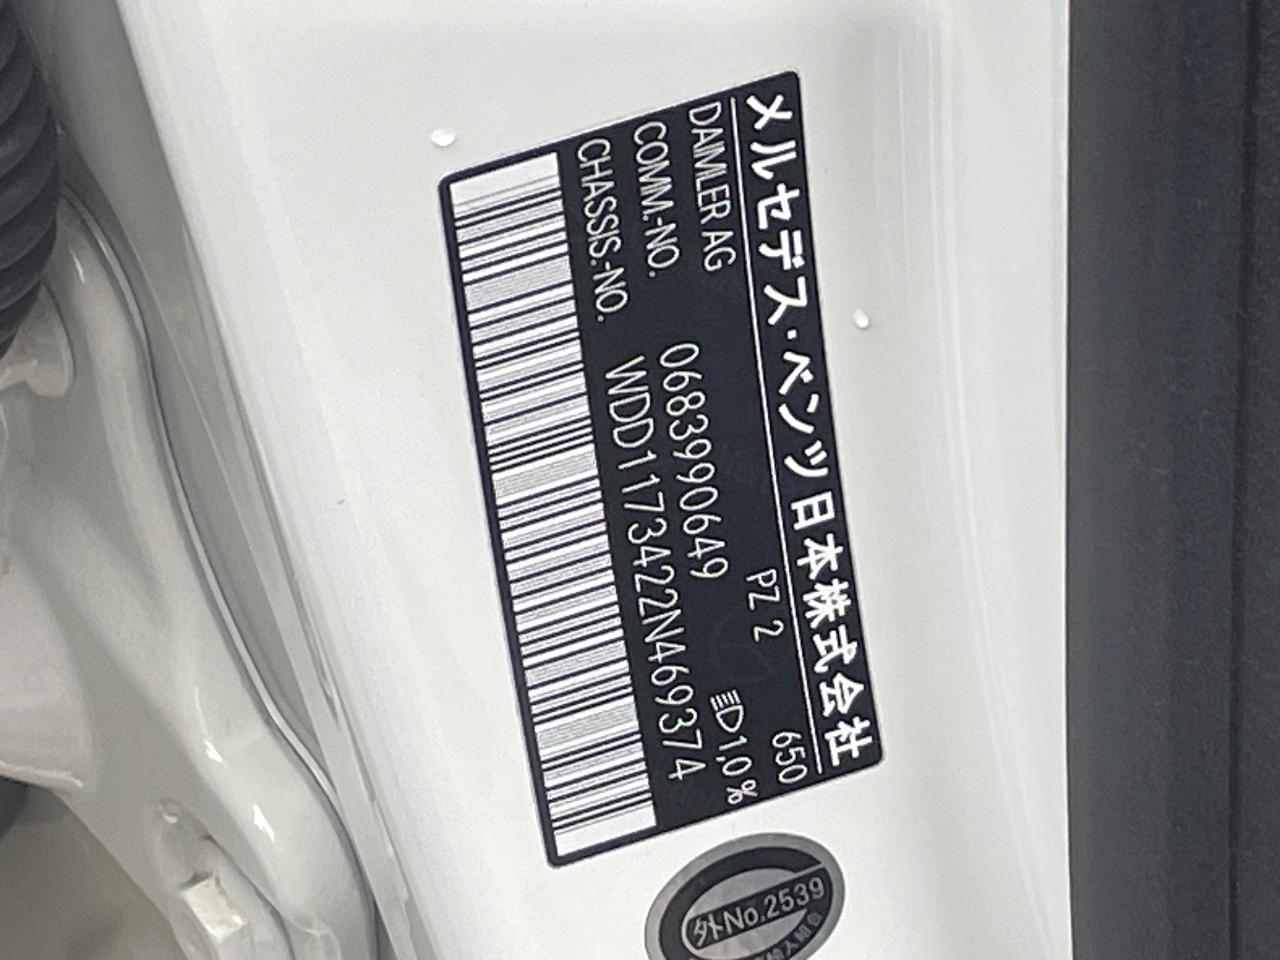 メルセデス・ベンツ日本株式会社
DAIMLER AG 650
COMM.-NO. 0683990649 PZ 2
CHASSIS.-NO. WDD1173422N469374 1,0 %
外No.2539